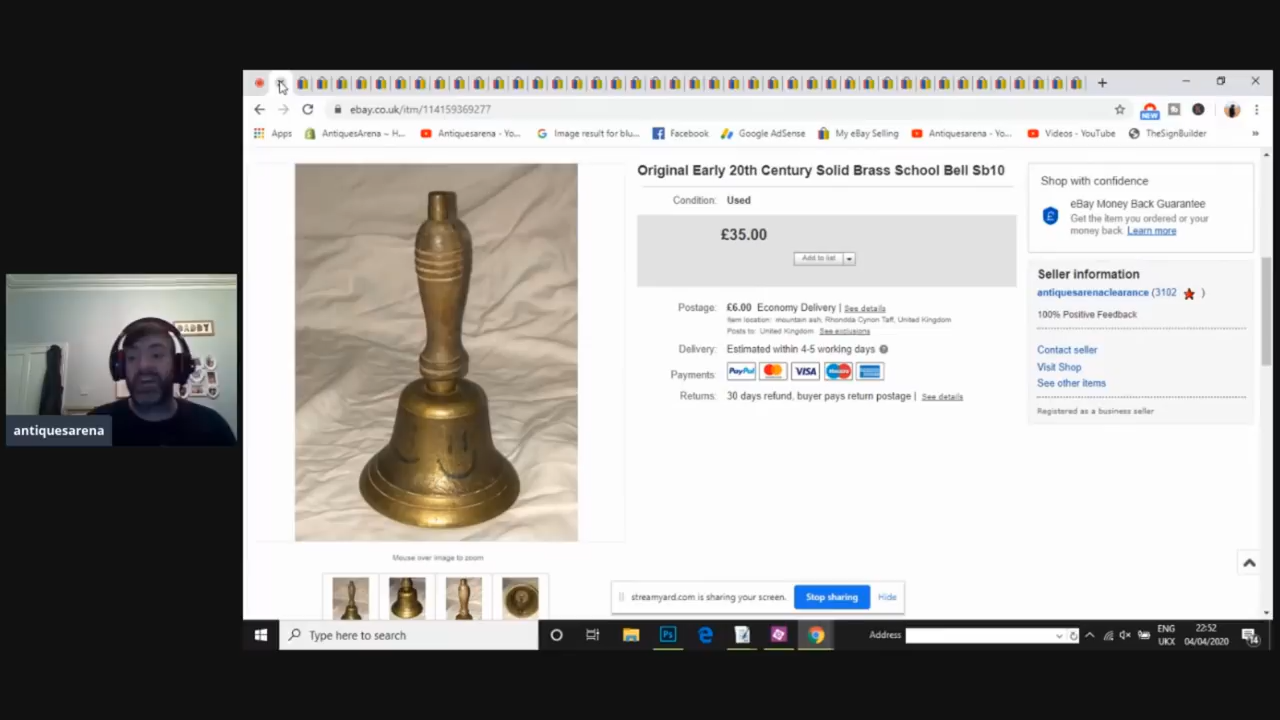 ebay.co.uk/itm/114159369277
NEW
Apps
AntiquesArena ~ H...
Antiquesarena - Yo...
Image result for blu...
Facebook
Google AdSense
My eBay Selling
Antiquesarena - Yo...
Videos - YouTube
TheSignBuilder
»
Original Early 20th Century Solid Brass School Bell Sb10
Condition: Used
£35.00
Add to list
Postage: £6.00 Economy Delivery | See details
Item location: mountain ash, Rhondda Cynon Taff, United Kingdom
Posts to: United Kingdom See exclusions
Delivery: Estimated within 4-5 working days
Payments: PayPal VISA
Returns: 30 days refund, buyer pays return postage | See details
Shop with confidence
eBay Money Back Guarantee
Get the item you ordered or your
money back. Learn more
Seller information
antiquesarenaclearance (3102 )
100% Positive Feedback
Contact seller
Visit Shop
See other items
Registered as a business seller
Mouse over image to zoom
DADDY
antiquesarena
streamyard.com is sharing your screen.
Stop sharing
Hide
Type here to search
Ps
Address
ENG
UKX
22:52
04/04/2020
14